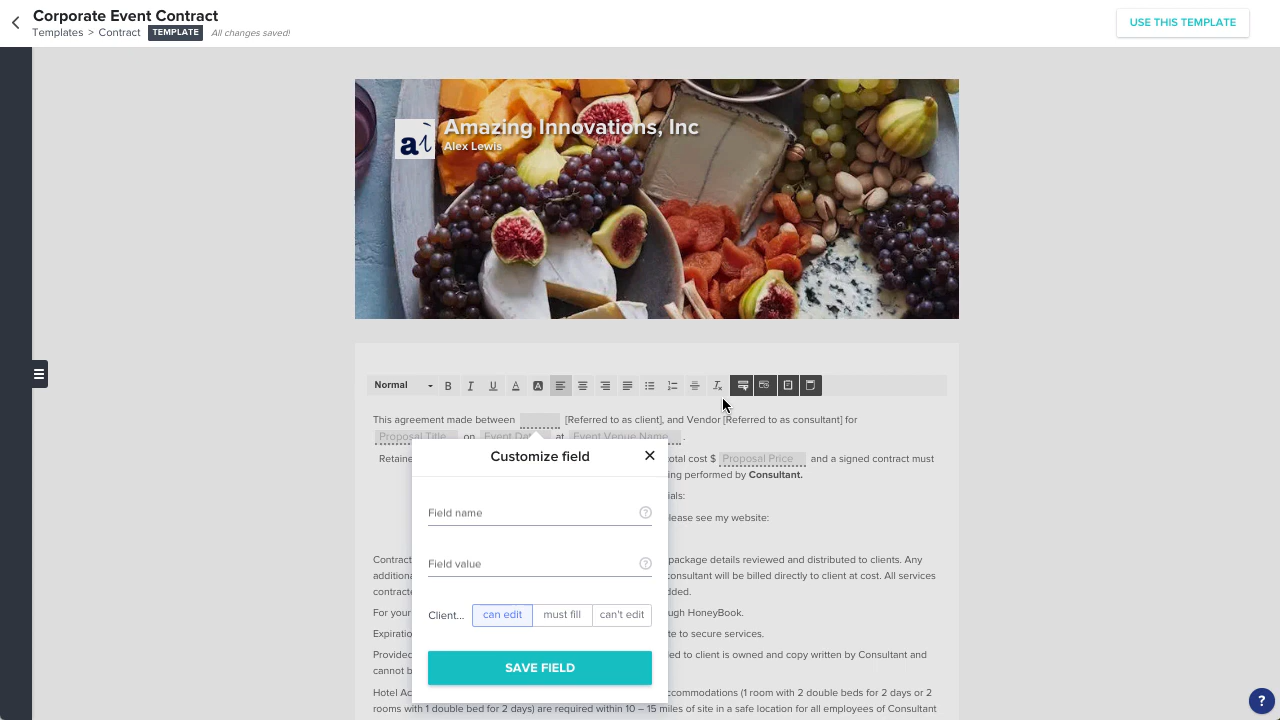 Corporate Event Contract
Templates > Contract TEMPLATE All changes saved!
USE THIS TEMPLATE
ai Amazing Innovations, Inc
Alex Lewis
Normal B I U A A
This agreement made between [Referred to as client], and Vendor [Referred to as consultant] for
Proposal Title on Event Da at Event Venue Name .
Retaine otal cost $ Proposal Price and a signed contract must
ing performed by Consultant.
ials:
lease see my website:
Contract package details reviewed and distributed to clients. Any
additiona onsultant will be billed directly to client at cost. All services
contracte dded.
For your ugh HoneyBook.
Expiratio te to secure services.
Provided ed to client is owned and copy written by Consultant and
cannot b
Hotel Ac ccommodations (1 room with 2 double beds for 2 days or 2
rooms with 1 double bed for 2 days) are required within 10 – 15 miles of site in a safe location for all employees of Consultant
Customize field
Field name ?
Field value ?
Client... can edit must fill can't edit
SAVE FIELD
?